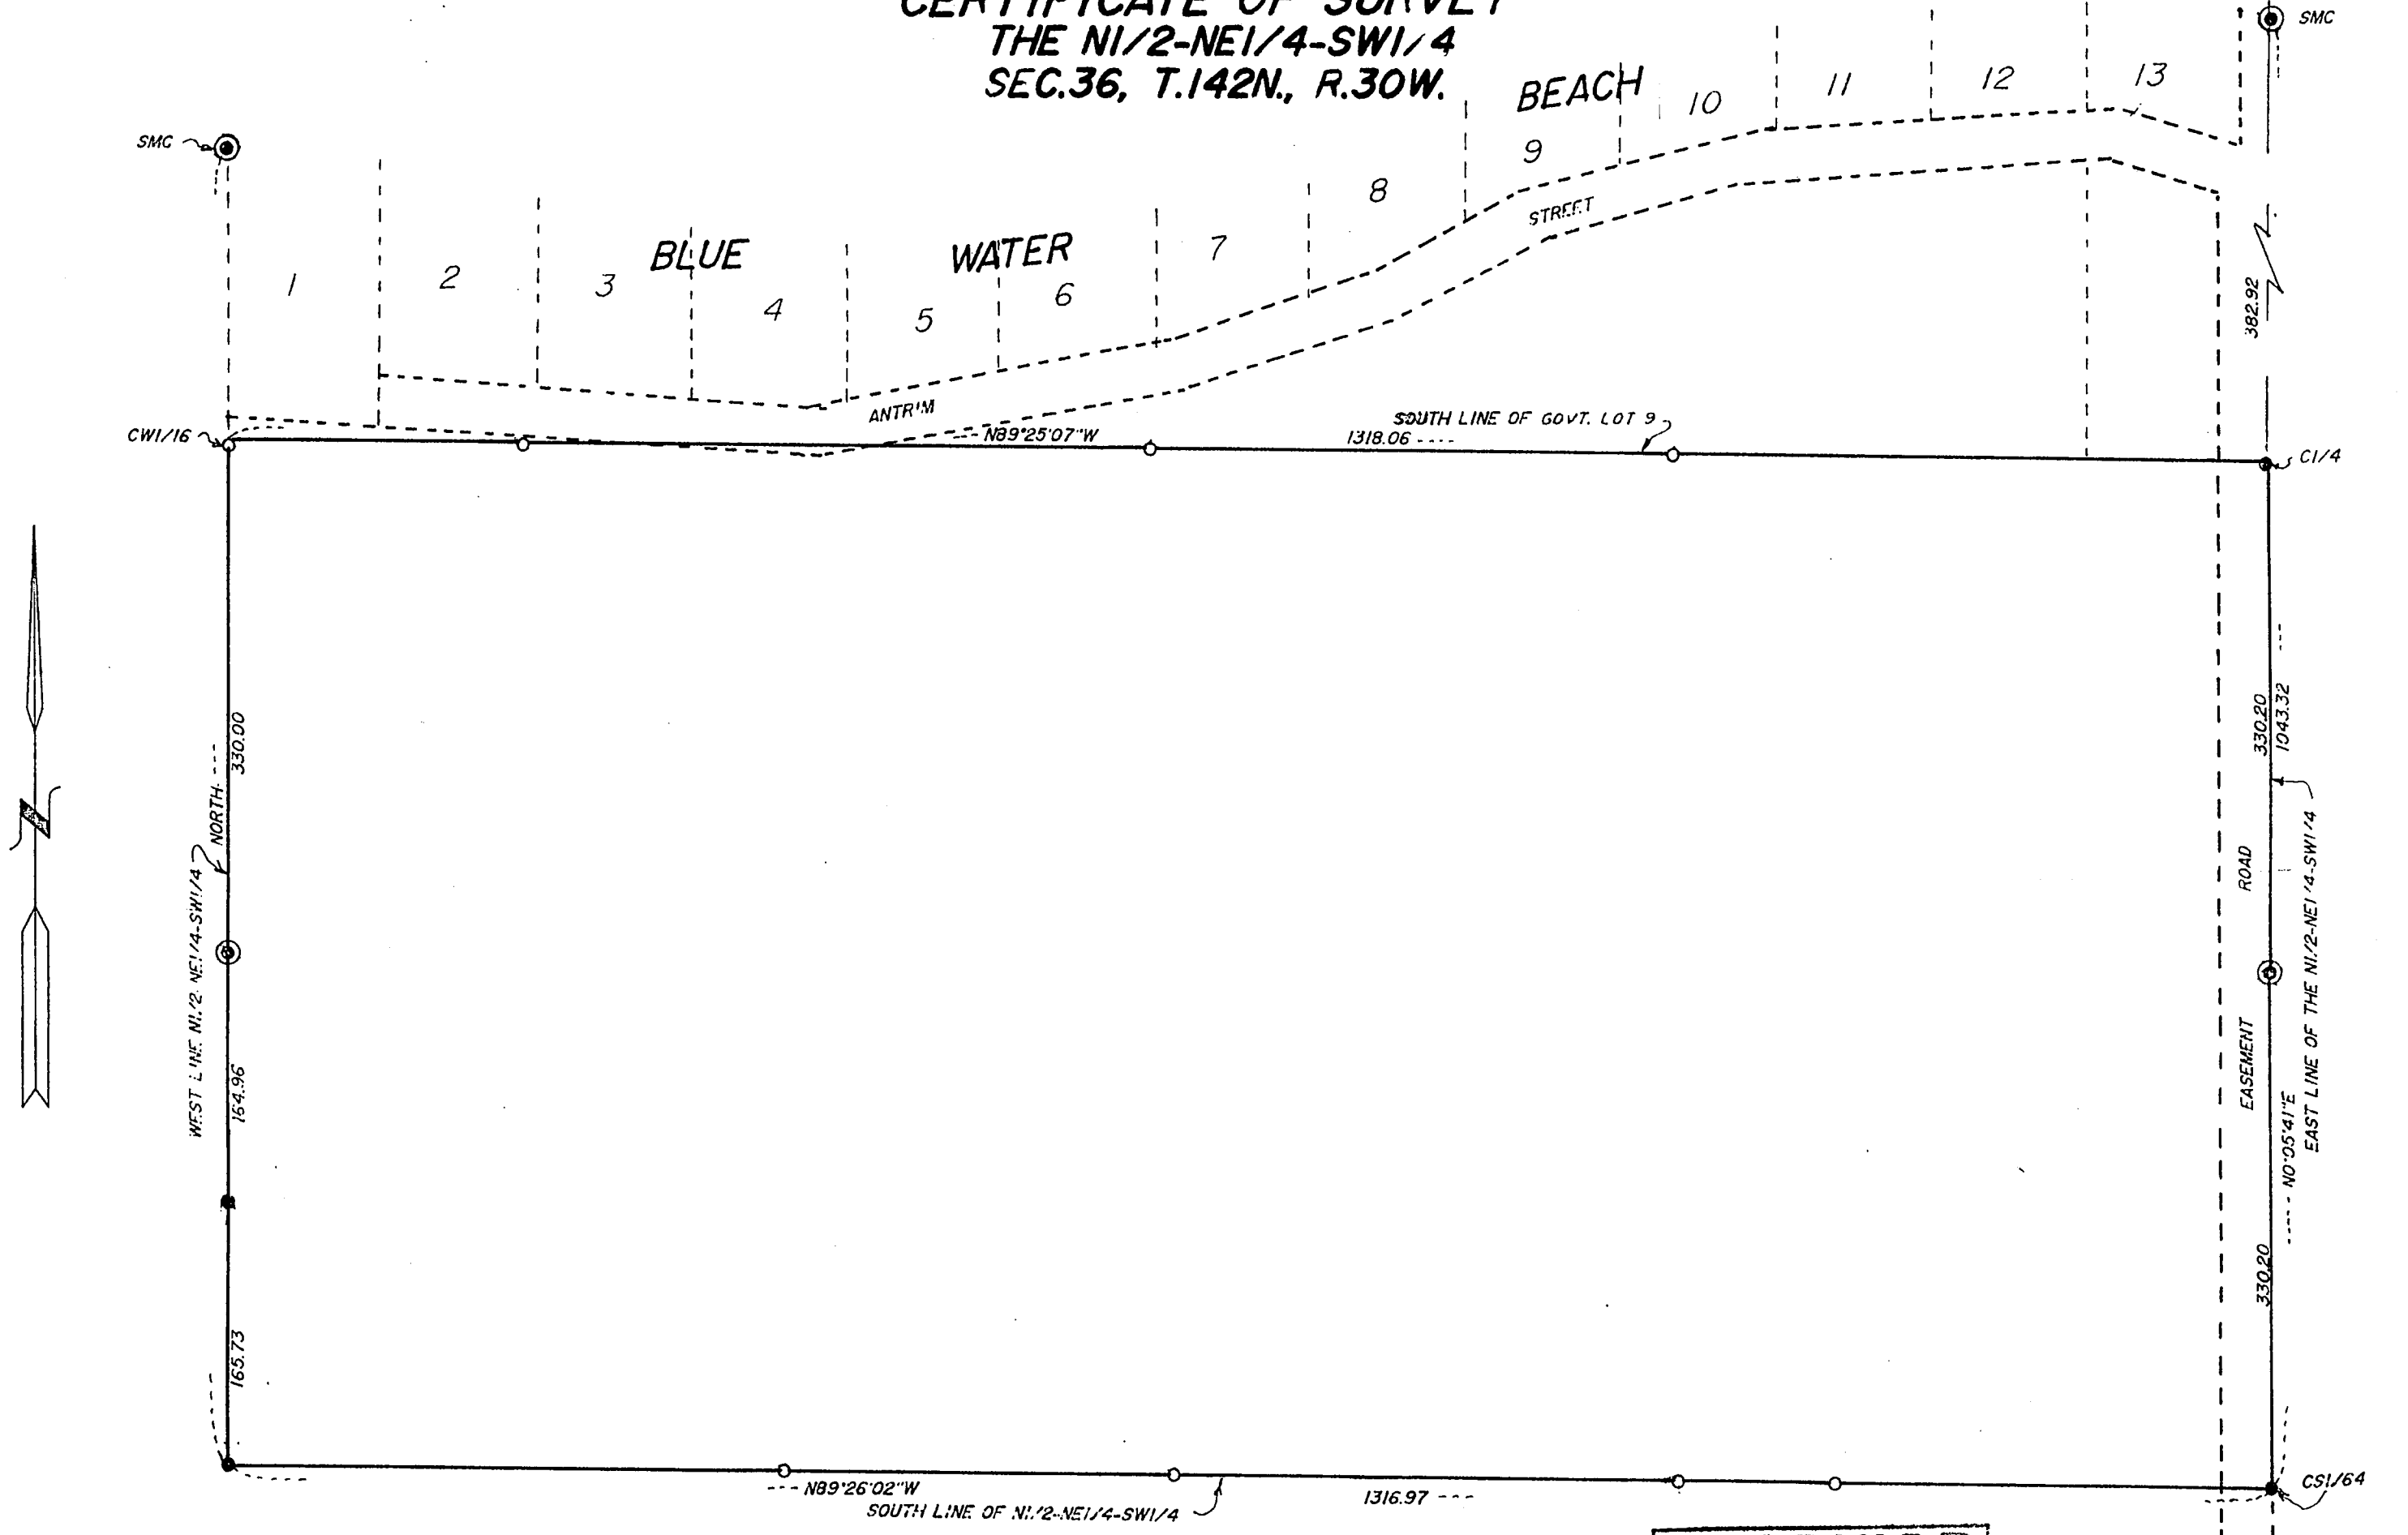 CERTIFICATE OF SURVEY
THE N1/2-NE1/4-SW1/4
SEC.36, T.142N., R.30W.
SMC
SMC
BLUE WATER BEACH
1
2
3
4
5
6
7
8
9
10
11
12
13
ANTRIM STREET
382.92
CW1/16
N89°25'07"W
1318.06
SOUTH LINE OF GOVT. LOT 9
C1/4
NORTH
330.00
WEST LINE N1/2-NE1/4-SW1/4
164.96
165.73
330.20
1043.32
ROAD
EASEMENT
EAST LINE OF THE N1/2-NE1/4-SW1/4
N0°05'41"E
330.20
N89°26'02"W
1316.97
SOUTH LINE OF N1/2-NE1/4-SW1/4
CS1/64